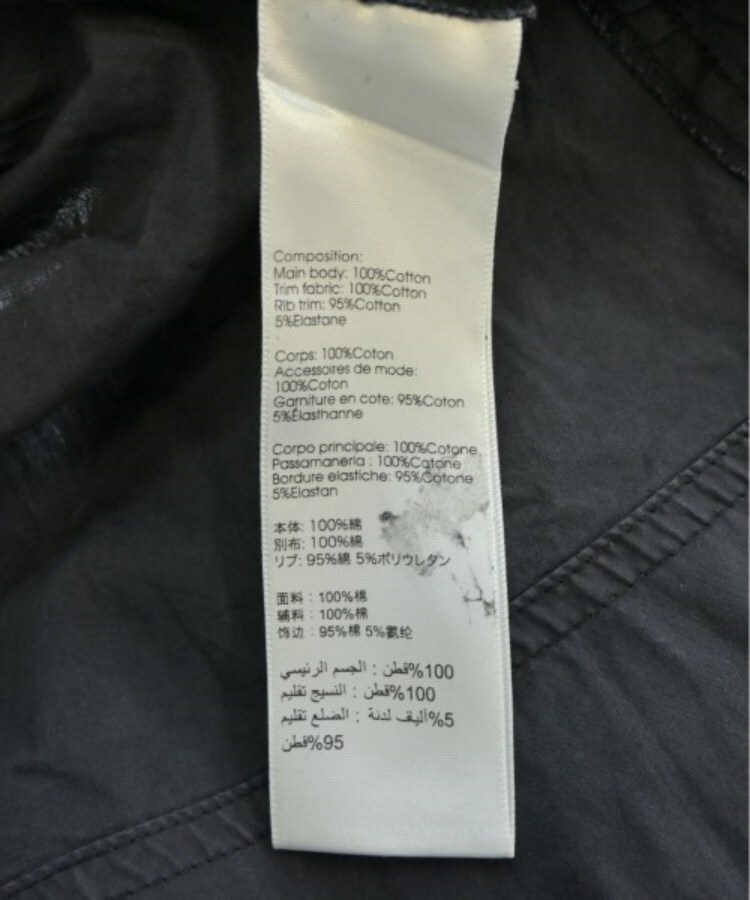 Composition:
Main body: 100%Cotton
Trim fabric: 100%Cotton
Rib trim: 95%Cotton
5%Elastane
Corps: 100%Coton
Accessoires de mode:
100%Coton
Garniture en cote: 95%Coton
5%Élasthanne
Corpo principale: 100%Cotone
Passamaneria : 100%Cotone
Bordure elastiche: 95%Cotone
5%Elastan
本体: 100%綿
別布: 100%綿
リブ: 95%綿 5%ポリウレタン
面料 : 100%棉
辅料 : 100%棉
饰边 : 95%棉 5%氨纶
100%قطن : الجسم الرئيسي
100%قطن : النسيج تقليم
5%ألياف لدنة : الضلع تقليم
95%قطن